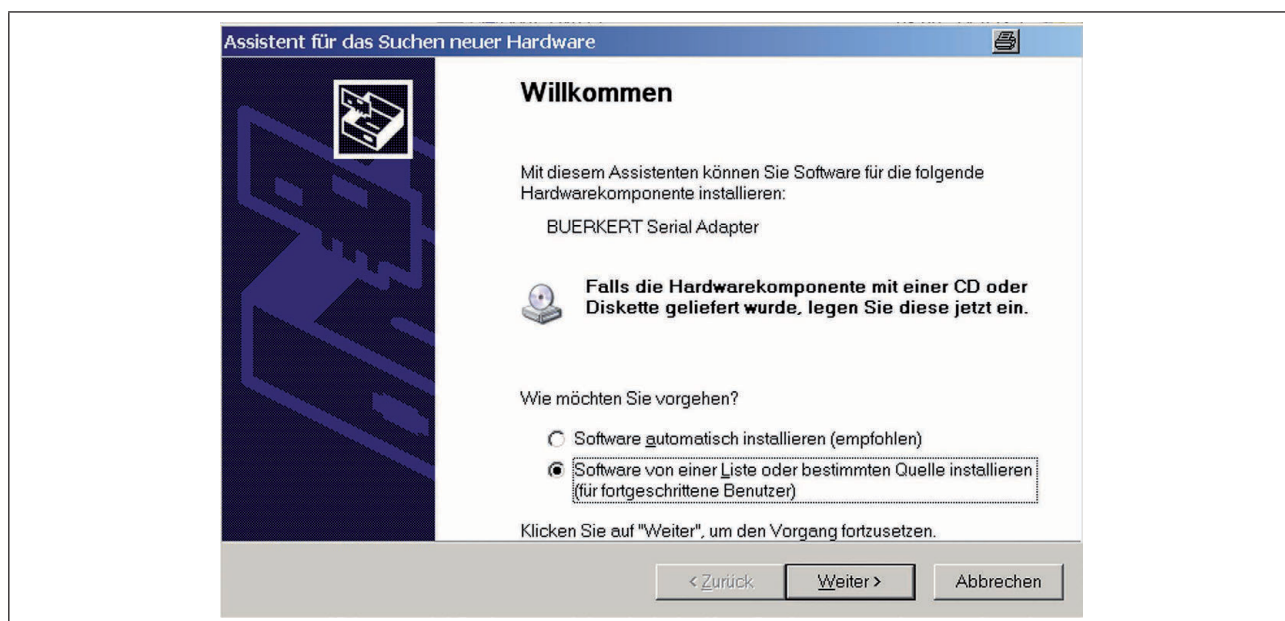 Assistent für das Suchen neuer Hardware
Willkommen
Mit diesem Assistenten können Sie Software für die folgende
Hardwarekomponente installieren:
BUERKERT Serial Adapter
Falls die Hardwarekomponente mit einer CD oder
Diskette geliefert wurde, legen Sie diese jetzt ein.
Wie möchten Sie vorgehen?
Software automatisch installieren (empfohlen)
Software von einer Liste oder bestimmten Quelle installieren
(für fortgeschrittene Benutzer)
Klicken Sie auf "Weiter", um den Vorgang fortzusetzen.
< Zurück Weiter > Abbrechen